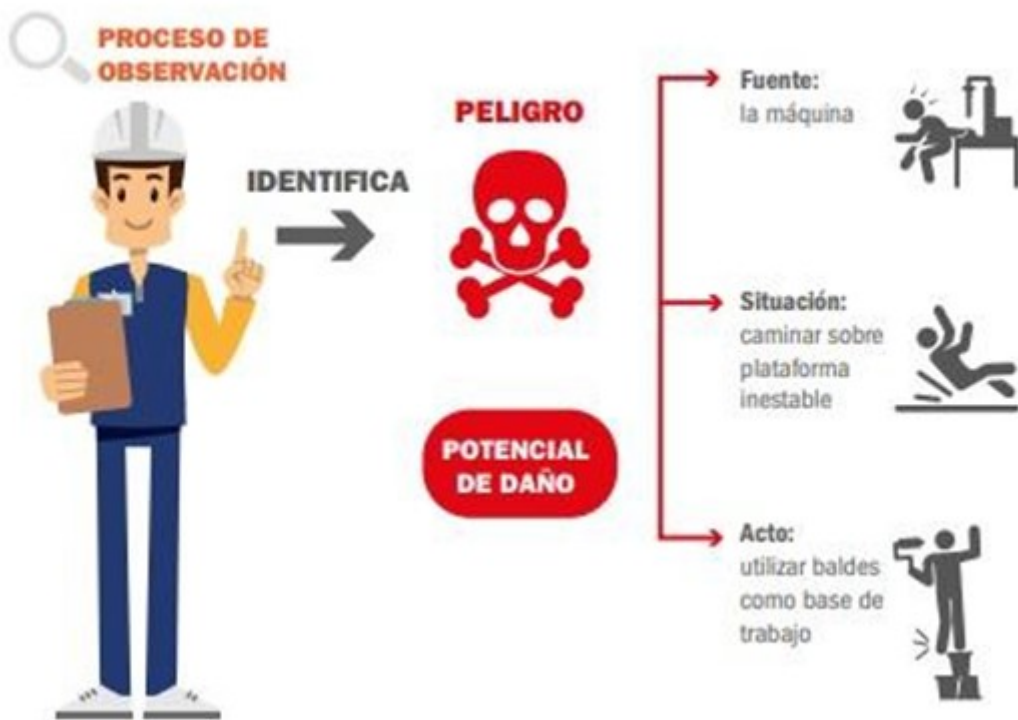 PROCESO DE
OBSERVACIÓN
IDENTIFICA
PELIGRO
POTENCIAL
DE DAÑO
Fuente:
la máquina
Situación:
caminar sobre
plataforma
inestable
Acto:
utilizar baldes
como base de
trabajo